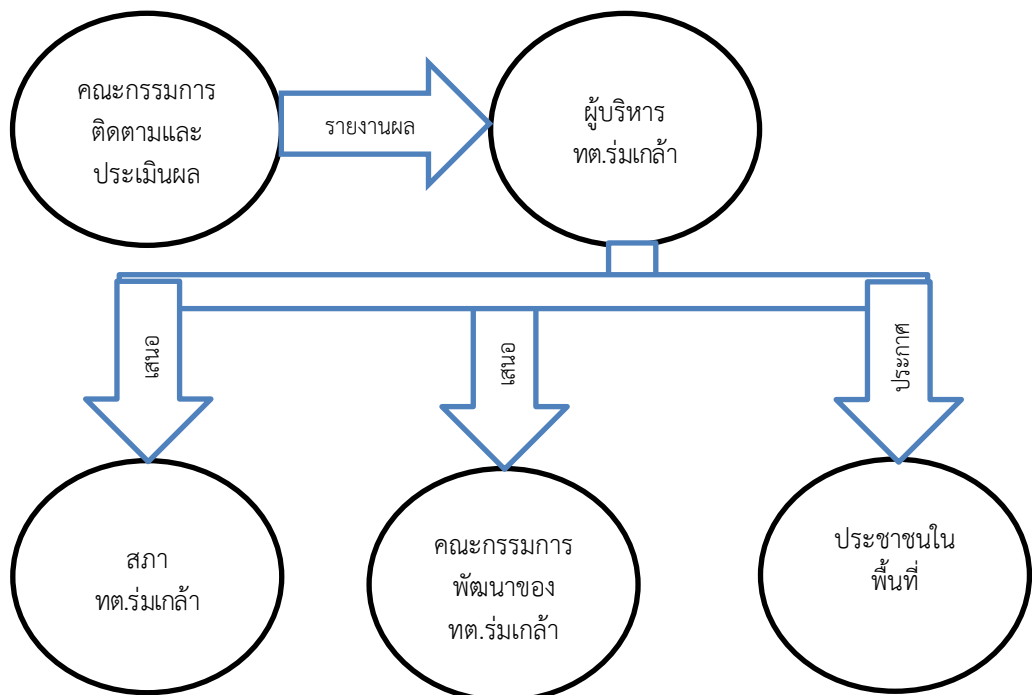 คณะกรรมการ
ติดตามและ
ประเมินผล
รายงานผล
ผู้บริหาร
ทต.ร่มเกล้า
เสนอ
เสนอ
ประกาศ
สภา
ทต.ร่มเกล้า
คณะกรรมการ
พัฒนาของ
ทต.ร่มเกล้า
ประชาชนใน
พื้นที่